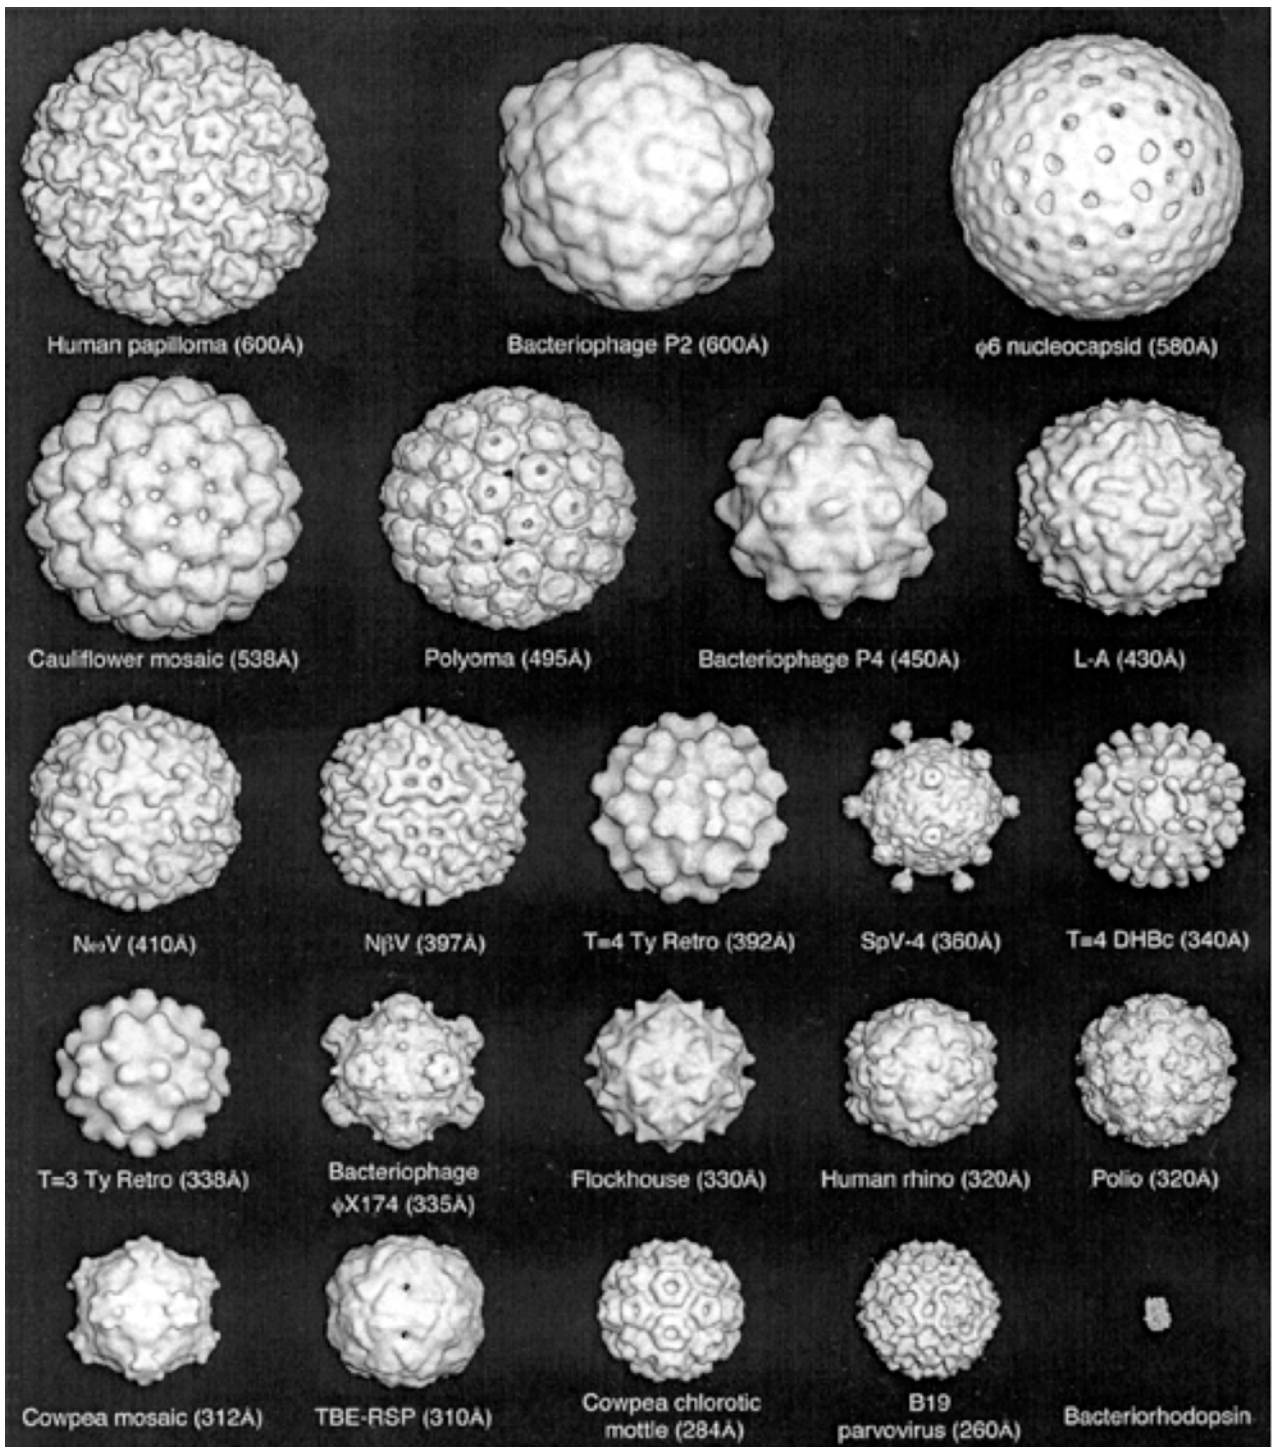 Human papilloma (600Å)
Bacteriophage P2 (600Å)
φ6 nucleocapsid (580Å)
Cauliflower mosaic (538Å)
Polyoma (495Å)
Bacteriophage P4 (450Å)
L-A (430Å)
NωV (410Å)
NβV (397Å)
T=4 Ty Retro (392Å)
SpV-4 (360Å)
T=4 DHBc (340Å)
T=3 Ty Retro (338Å)
Bacteriophage
φX174 (335Å)
Flockhouse (330Å)
Human rhino (320Å)
Polio (320Å)
Cowpea mosaic (312Å)
TBE-RSP (310Å)
Cowpea chlorotic
mottle (284Å)
B19
parvovirus (260Å)
Bacteriorhodopsin